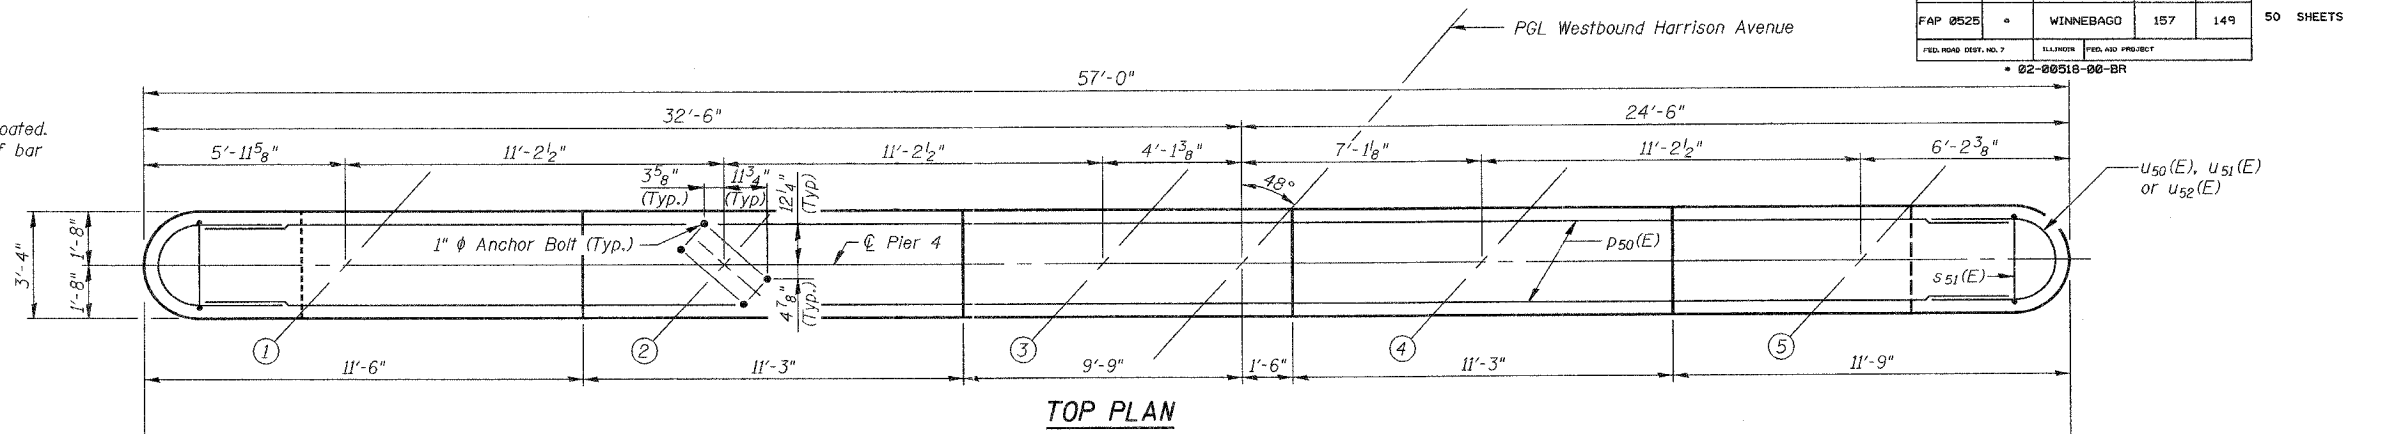 FAP 0525 * WINNEBAGO 157 149 50 SHEETS
FED. ROAD DIST. NO. 7 ILLINOIS FED. AID PROJECT
* 02-00518-00-BR
PGL Westbound Harrison Avenue
57'-0"
oated.
f bar
32'-6" 24'-6"
5'-11⅝" 11'-2½" 11'-2½" 4'-1⅜" 7'-1⅛" 11'-2½" 6'-2⅜"
3⅝" (Typ.)
11¾" (Typ)
12¼" (Typ)
48°
u50(E), u51(E)
or u52(E)
3'-4"
1'-8"
1'-8"
1" ϕ Anchor Bolt (Typ.)
℄ Pier 4
p50(E)
s51(E)
4⅞" (Typ.)
1 2 3 4 5
11'-6" 11'-3" 9'-9" 1'-6" 11'-3" 11'-9"
TOP PLAN